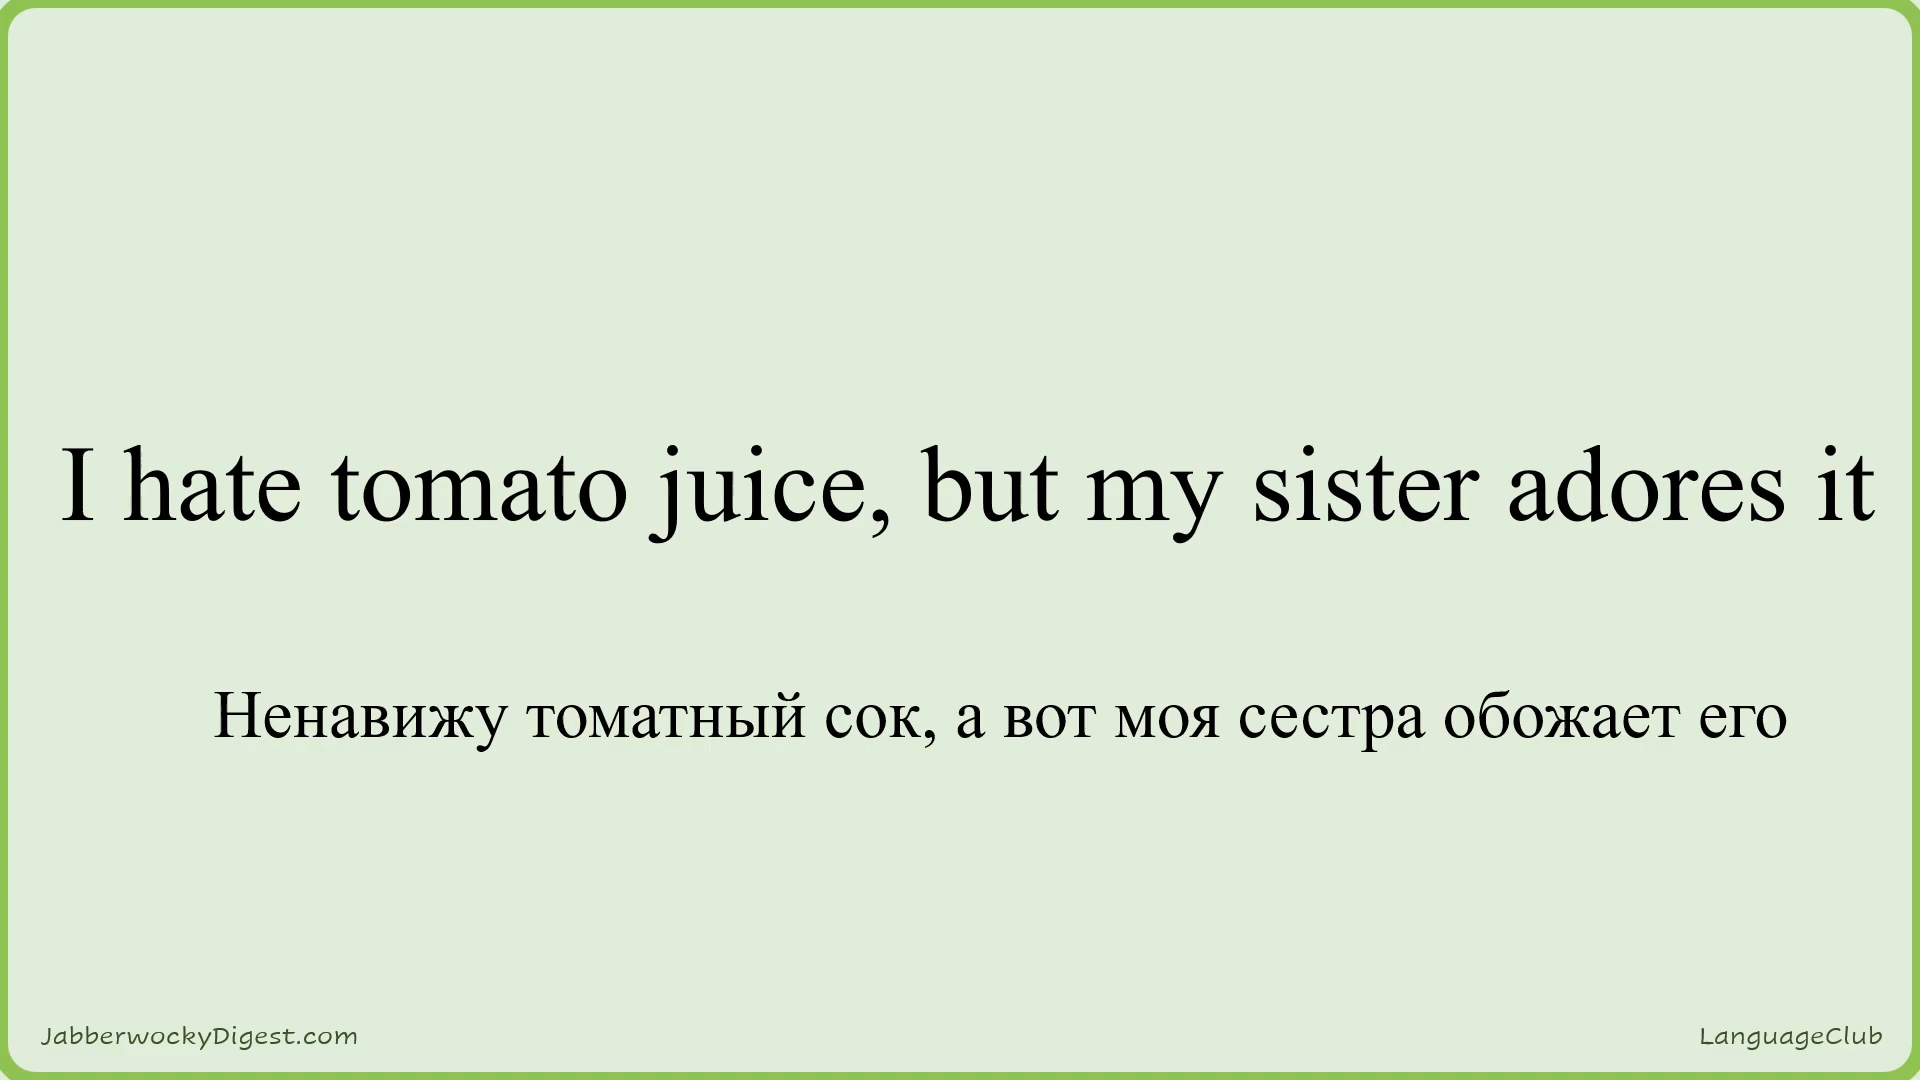 I hate tomato juice, but my sister adores it
Ненавижу томатный сок, а вот моя сестра обожает его
JabberwockyDigest.com
LanguageClub